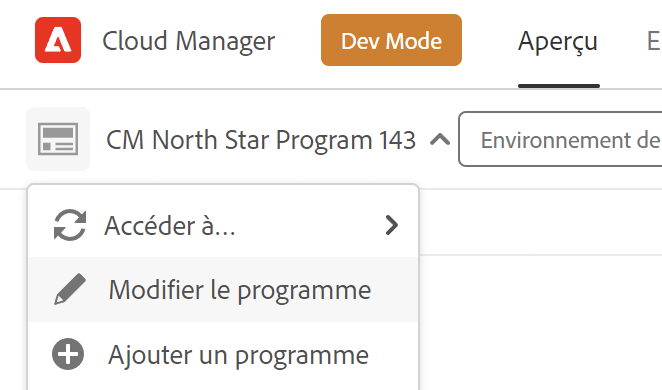 Cloud Manager Dev Mode Aperçu E
CM North Star Program 143 Environnement de
Accéder à...
Modifier le programme
Ajouter un programme